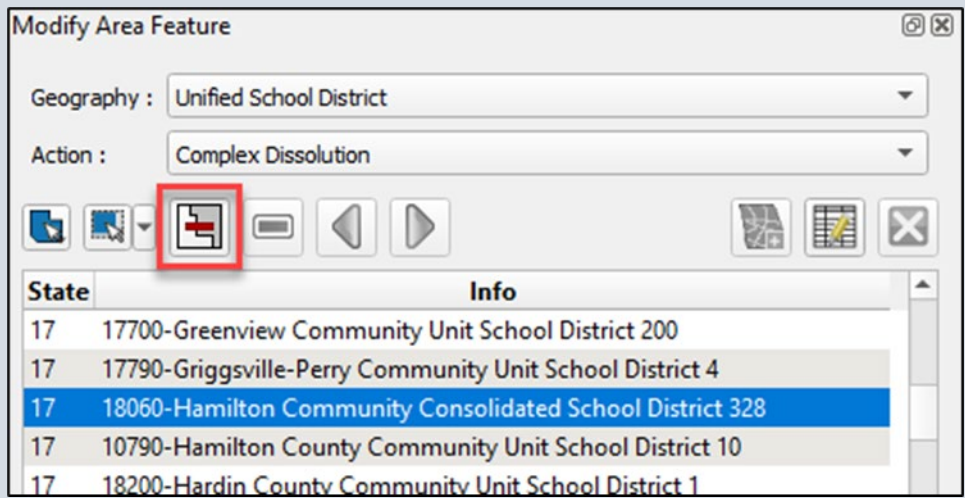 Modify Area Feature
Geography : Unified School District
Action : Complex Dissolution
State Info
17 17700-Greenview Community Unit School District 200
17 17790-Griggsville-Perry Community Unit School District 4
17 18060-Hamilton Community Consolidated School District 328
17 10790-Hamilton County Community Unit School District 10
17 18200-Hardin County Community Unit School District 1